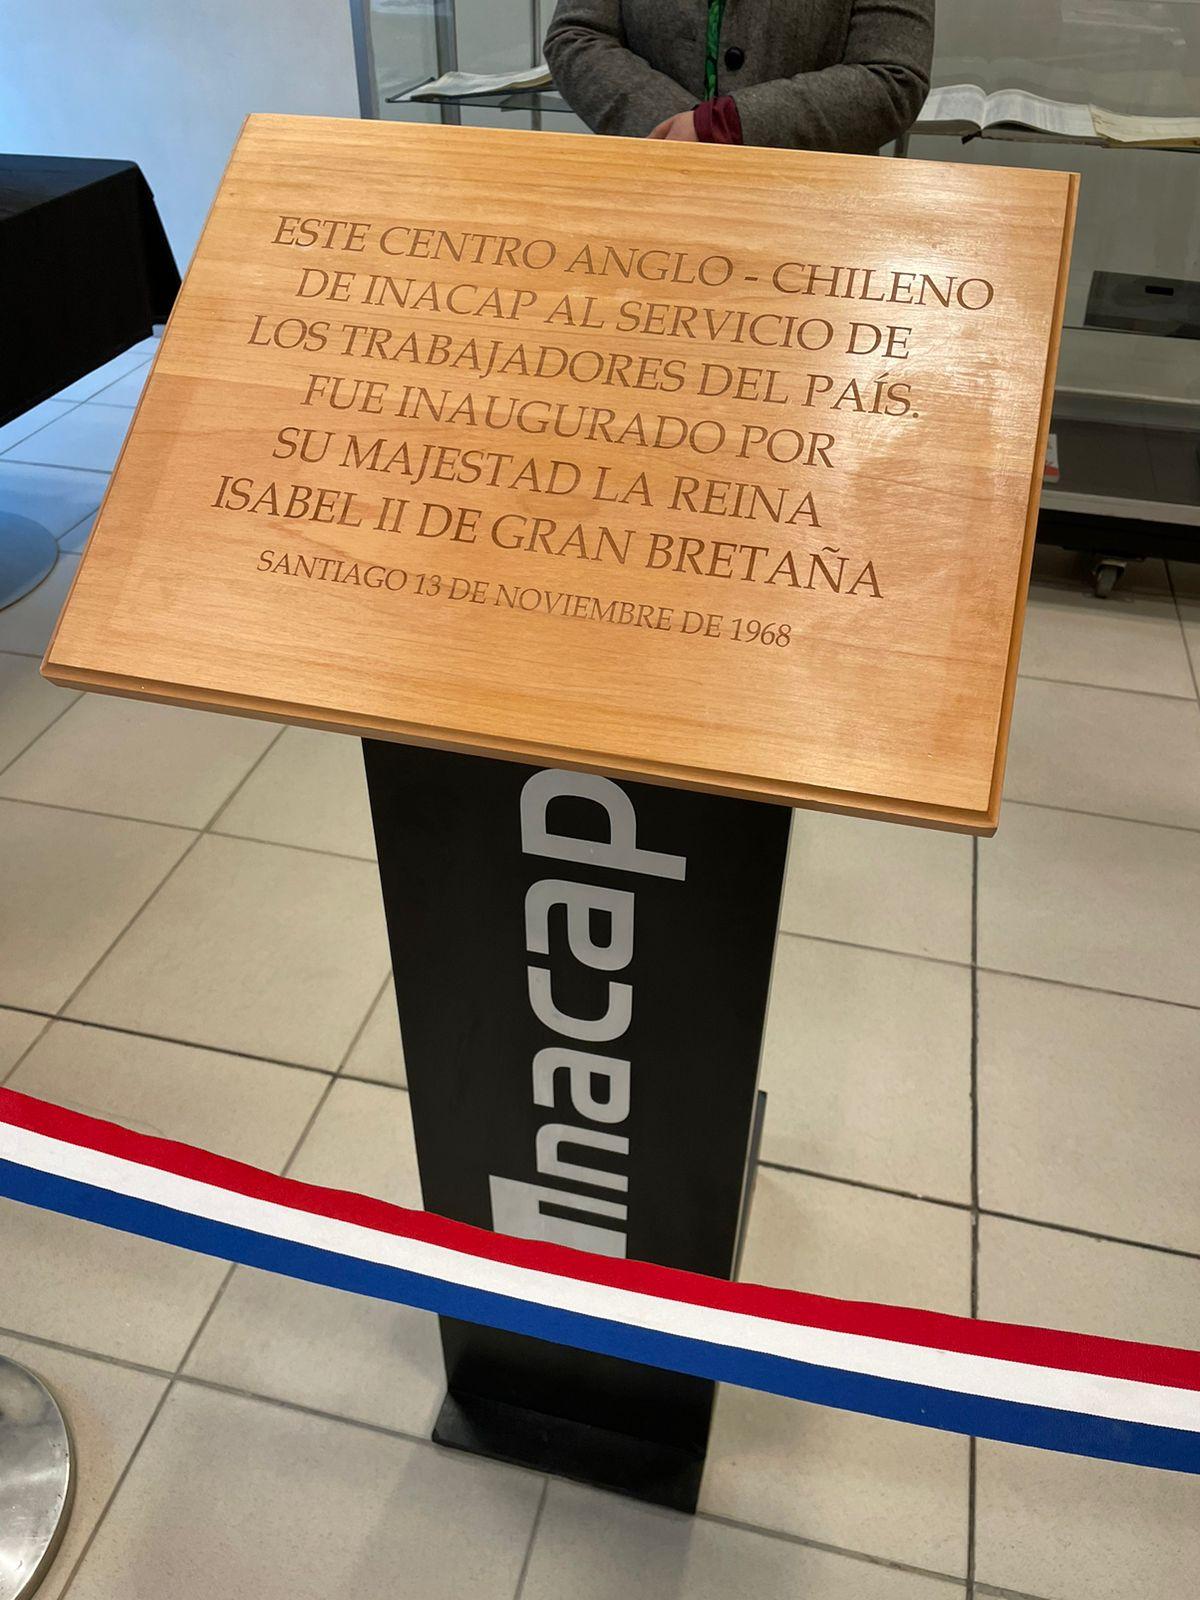 ESTE CENTRO ANGLO - CHILENO
DE INACAP AL SERVICIO DE
LOS TRABAJADORES DEL PAÍS.
FUE INAUGURADO POR
SU MAJESTAD LA REINA
ISABEL II DE GRAN BRETAÑA
SANTIAGO 13 DE NOVIEMBRE DE 1968
inacap